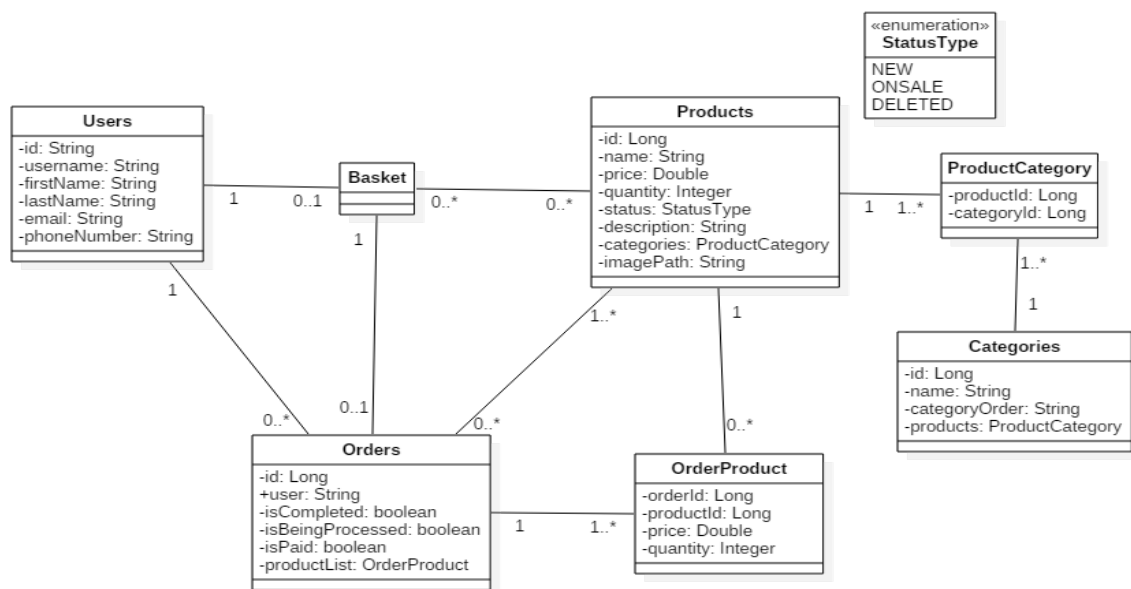 «enumeration»
StatusType
NEW
ONSALE
DELETED
Users
-id: String
-username: String
-firstName: String
-lastName: String
-email: String
-phoneNumber: String
1
0..1
Basket
0..*
0..*
Products
-id: Long
-name: String
-price: Double
-quantity: Integer
-status: StatusType
-description: String
-categories: ProductCategory
-imagePath: String
1
1..*
ProductCategory
-productId: Long
-categoryId: Long
1..*
1
Categories
-id: Long
-name: String
-categoryOrder: String
-products: ProductCategory
1
0..*
1
0..1
1..*
0..*
1
0..*
Orders
-id: Long
+user: String
-isCompleted: boolean
-isBeingProcessed: boolean
-isPaid: boolean
-productList: OrderProduct
1
1..*
OrderProduct
-orderId: Long
-productId: Long
-price: Double
-quantity: Integer